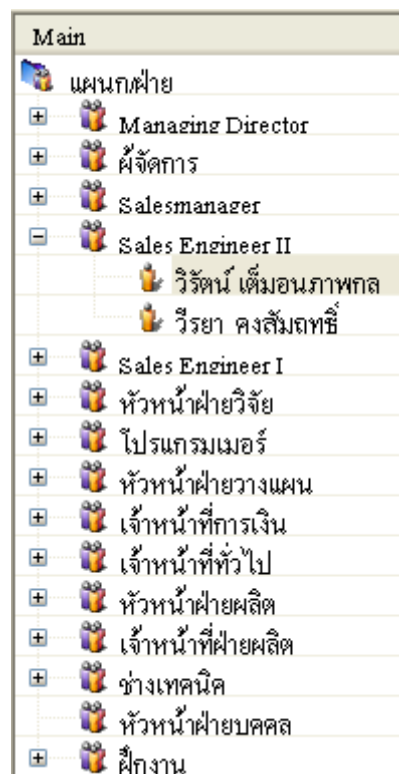 Main
แผนก/ฝ่าย
Managing Director
ผู้จัดการ
Salesmanager
Sales Engineer II
วิรัตน์ เต็มอนุภาพกุล
วีรยา คงสัมฤทธิ์
Sales Engineer I
หัวหน้าฝ่ายวิจัย
โปรแกรมเมอร์
หัวหน้าฝ่ายวางแผน
เจ้าหน้าที่การเงิน
เจ้าหน้าที่ทั่วไป
หัวหน้าฝ่ายผลิต
เจ้าหน้าที่ฝ่ายผลิต
ช่างเทคนิค
หัวหน้าฝ่ายบุคคล
ฝึกงาน